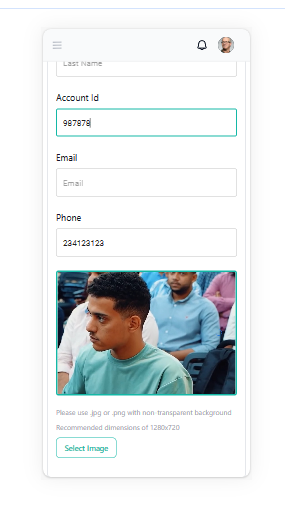 Last Name
Account Id
987878
Email
Email
Phone
234123123
Please use .jpg or .png with non-transparent background
Recommended dimensions of 1280x720
Select Image